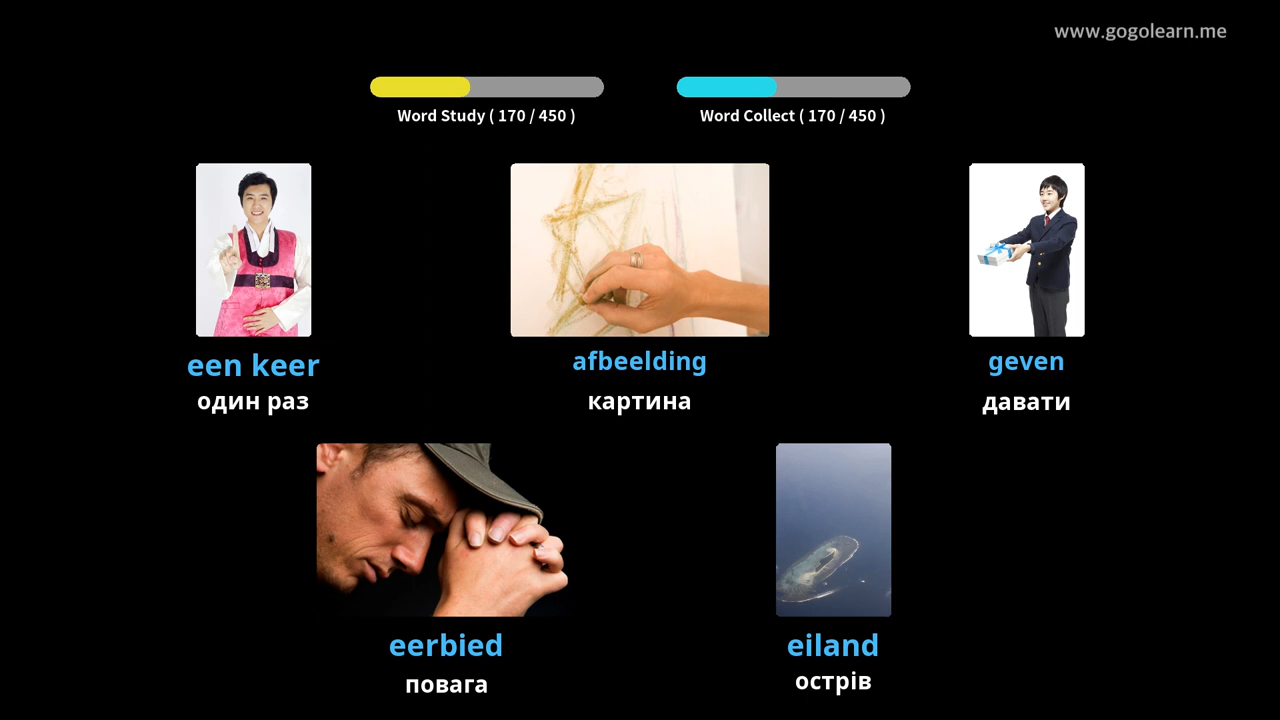 www.gogolearn.me
Word Study ( 170 / 450 )
Word Collect ( 170 / 450 )
een keer
один раз
afbeelding
картина
geven
давати
eerbied
повага
eiland
острів